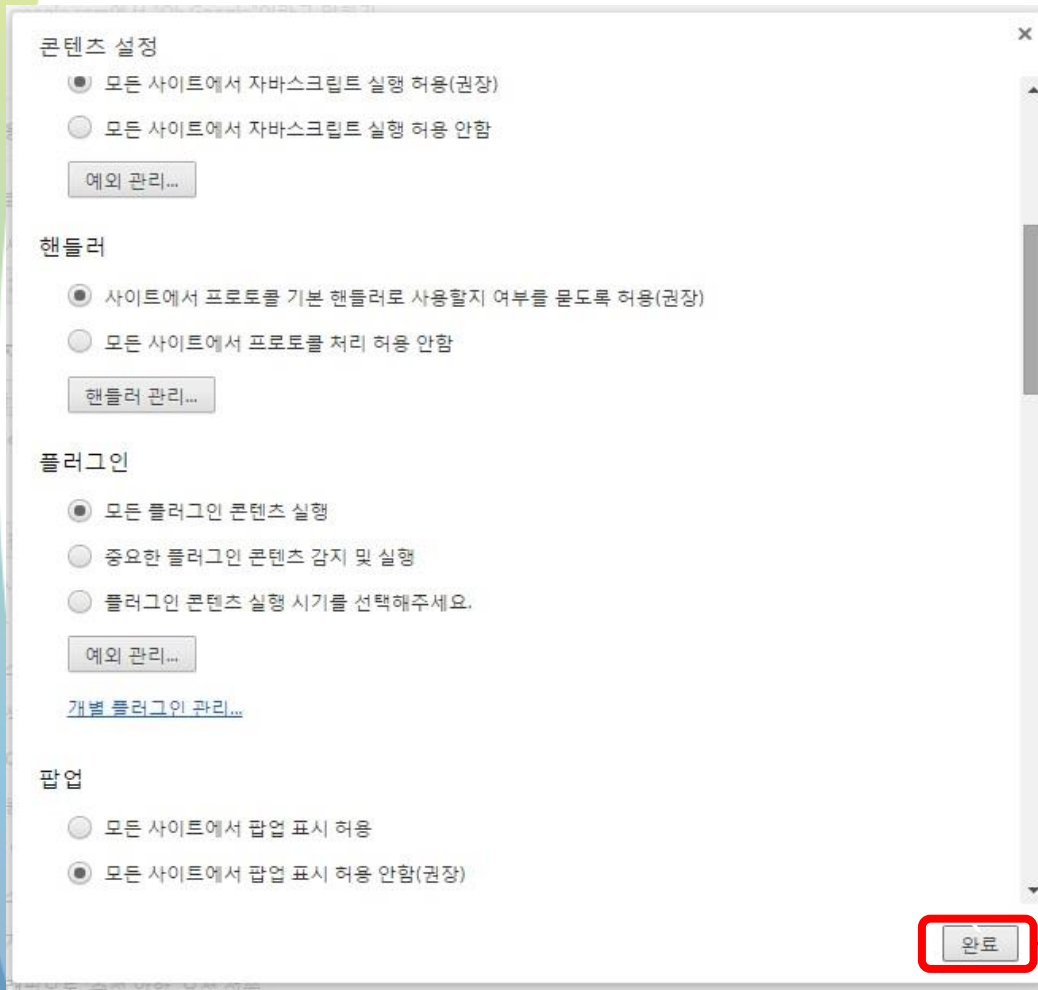 콘텐츠 설정
×
모든 사이트에서 자바스크립트 실행 허용(권장)
모든 사이트에서 자바스크립트 실행 허용 안함
예외 관리...
핸들러
사이트에서 프로토콜 기본 핸들러로 사용할지 여부를 묻도록 허용(권장)
모든 사이트에서 프로토콜 처리 허용 안함
핸들러 관리...
플러그인
모든 플러그인 콘텐츠 실행
중요한 플러그인 콘텐츠 감지 및 실행
플러그인 콘텐츠 실행 시기를 선택해주세요.
예외 관리...
개별 플러그인 관리...
팝업
모든 사이트에서 팝업 표시 허용
모든 사이트에서 팝업 표시 허용 안함(권장)
완료